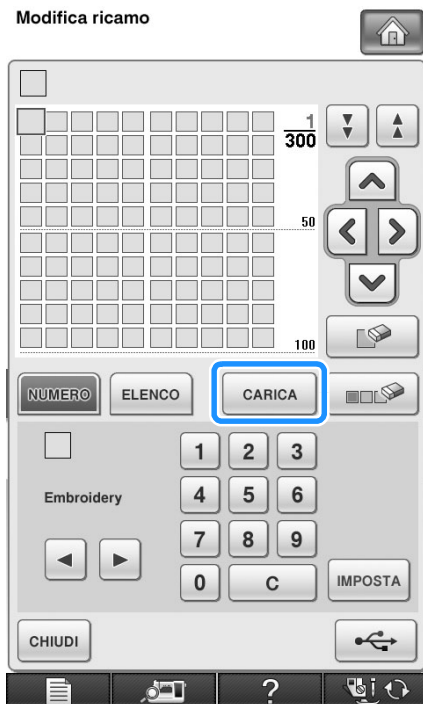 Modifica ricamo
1
300
50
100
NUMERO ELENCO CARICA
1 2 3
Embroidery 4 5 6
7 8 9
0 C IMPOSTA
CHIUDI
?